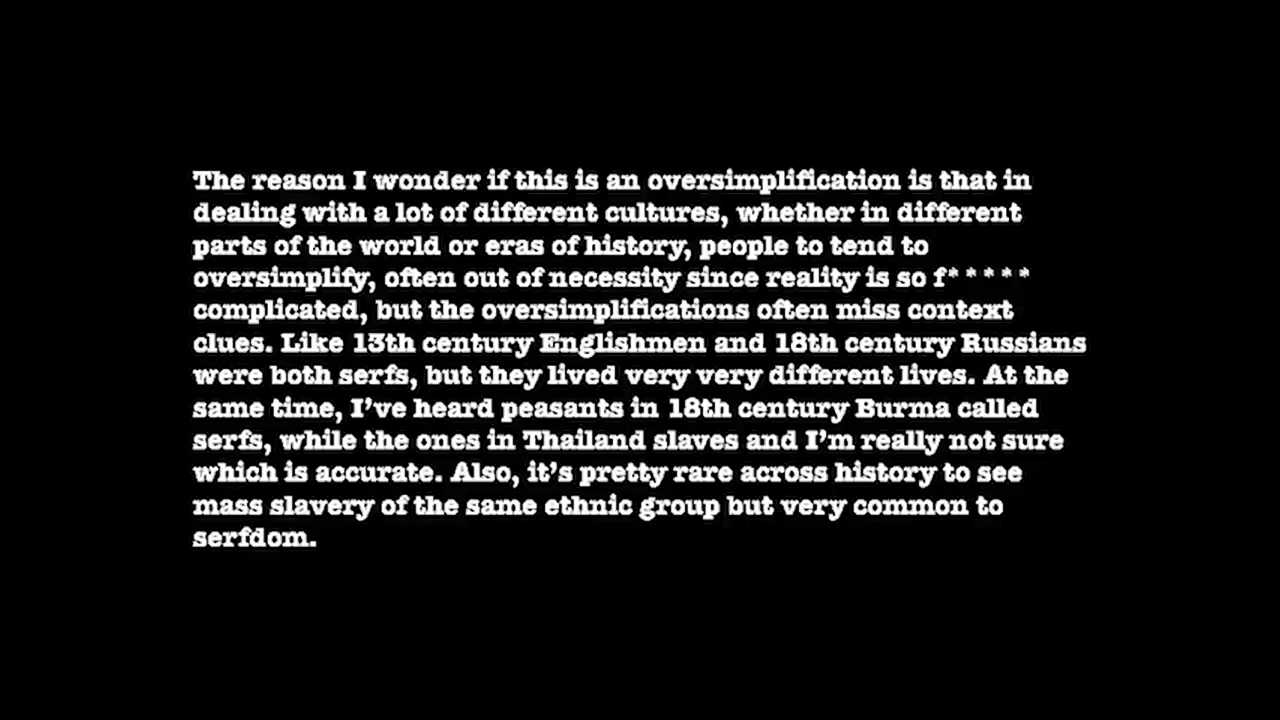 The reason I wonder if this is an oversimplification is that in
dealing with a lot of different cultures, whether in different
parts of the world or eras of history, people to tend to
oversimplify, often out of necessity since reality is so f*****
complicated, but the oversimplifications often miss context
clues. Like 13th century Englishmen and 18th century Russians
were both serfs, but they lived very very different lives. At the
same time, I've heard peasants in 18th century Burma called
serfs, while the ones in Thailand slaves and I'm really not sure
which is accurate. Also, it's pretty rare across history to see
mass slavery of the same ethnic group but very common to
serfdom.